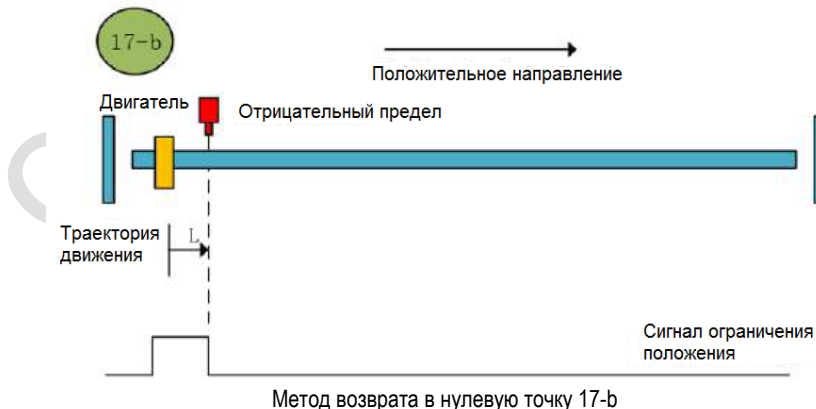 17-b
Положительное направление
Двигатель
Отрицательный предел
Траектория
движения
L
Сигнал ограничения
положения
Метод возврата в нулевую точку 17-b